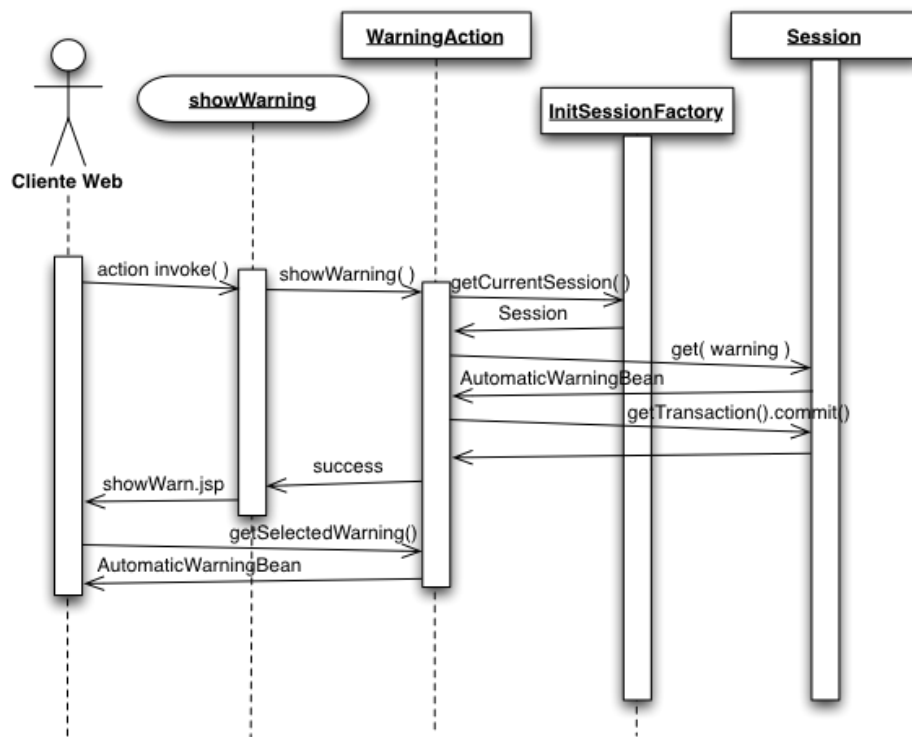 WarningAction
Session
showWarning
InitSessionFactory
Cliente Web
action invoke( )
showWarning( )
getCurrentSession( )
Session
get( warning )
AutomaticWarningBean
getTransaction().commit()
success
showWarn.jsp
getSelectedWarning()
AutomaticWarningBean